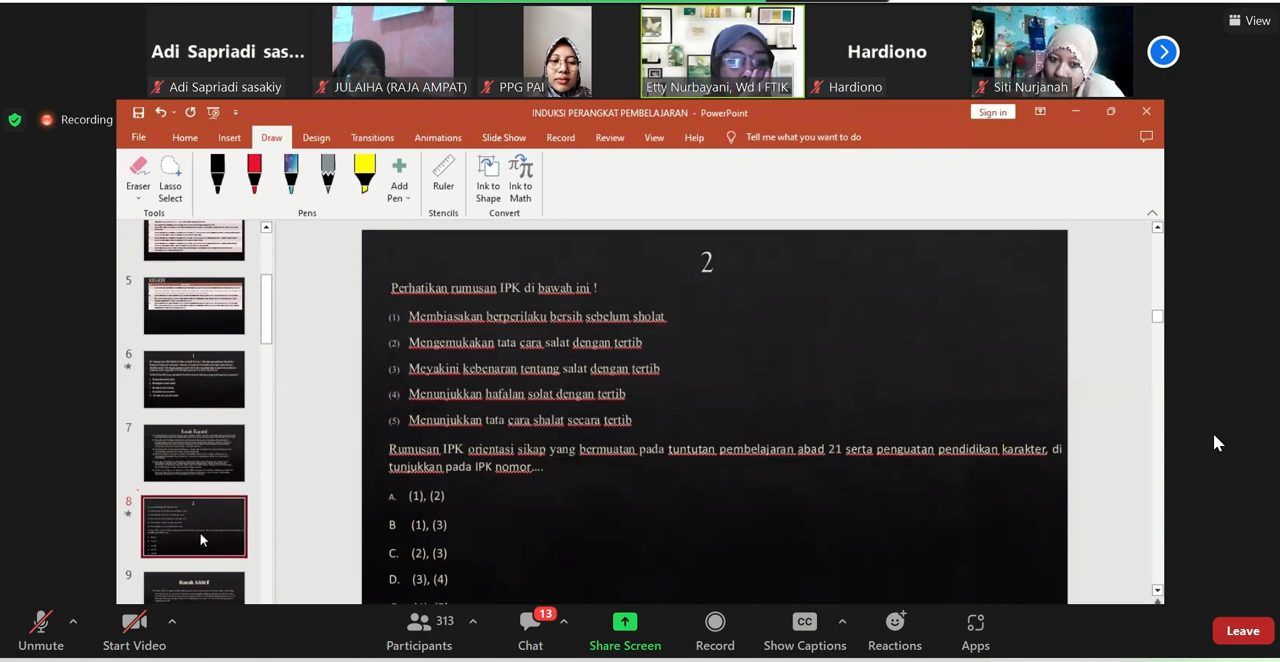 View
Adi Sapriadi sas...
Hardiono
Adi Sapriadi sasakiy
JULAIHA (RAJA AMPAT)
PPG PAI
Etty Nurbayani, Wd I FTIK
Hardiono
Siti Nurjanah
Recording
INDUKSI PERANGKAT PEMBELAJARAN - PowerPoint
Sign in
File Home Insert Draw Design Transitions Animations Slide Show Record Review View Help Tell me what you want to do
Eraser
Lasso Select
Add Pen
Ruler
Ink to Shape
Ink to Math
Tools
Pens
Stencils
Convert
5
6
7
8
9
2
Perhatikan rumusan IPK di bawah ini !
(1) Membiasakan berperilaku bersih sebelum sholat
(2) Mengemukakan tata cara salat dengan tertib
(3) Meyakini kebenaran tentang salat dengan tertib
(4) Menunjukkan hafalan solat dengan tertib
(5) Menunjukkan tata cara shalat secara tertib
Rumusan IPK orientasi sikap yang bermuatan pada tuntutan pembelajaran abad 21 serta penguatan pendidikan karakter, di
tunjukkan pada IPK nomor,...
A. (1), (2)
B (1), (3)
C. (2), (3)
D. (3), (4)
Unmute
Start Video
313
Participants
13
Chat
Share Screen
Record
CC
Show Captions
Reactions
Apps
Leave